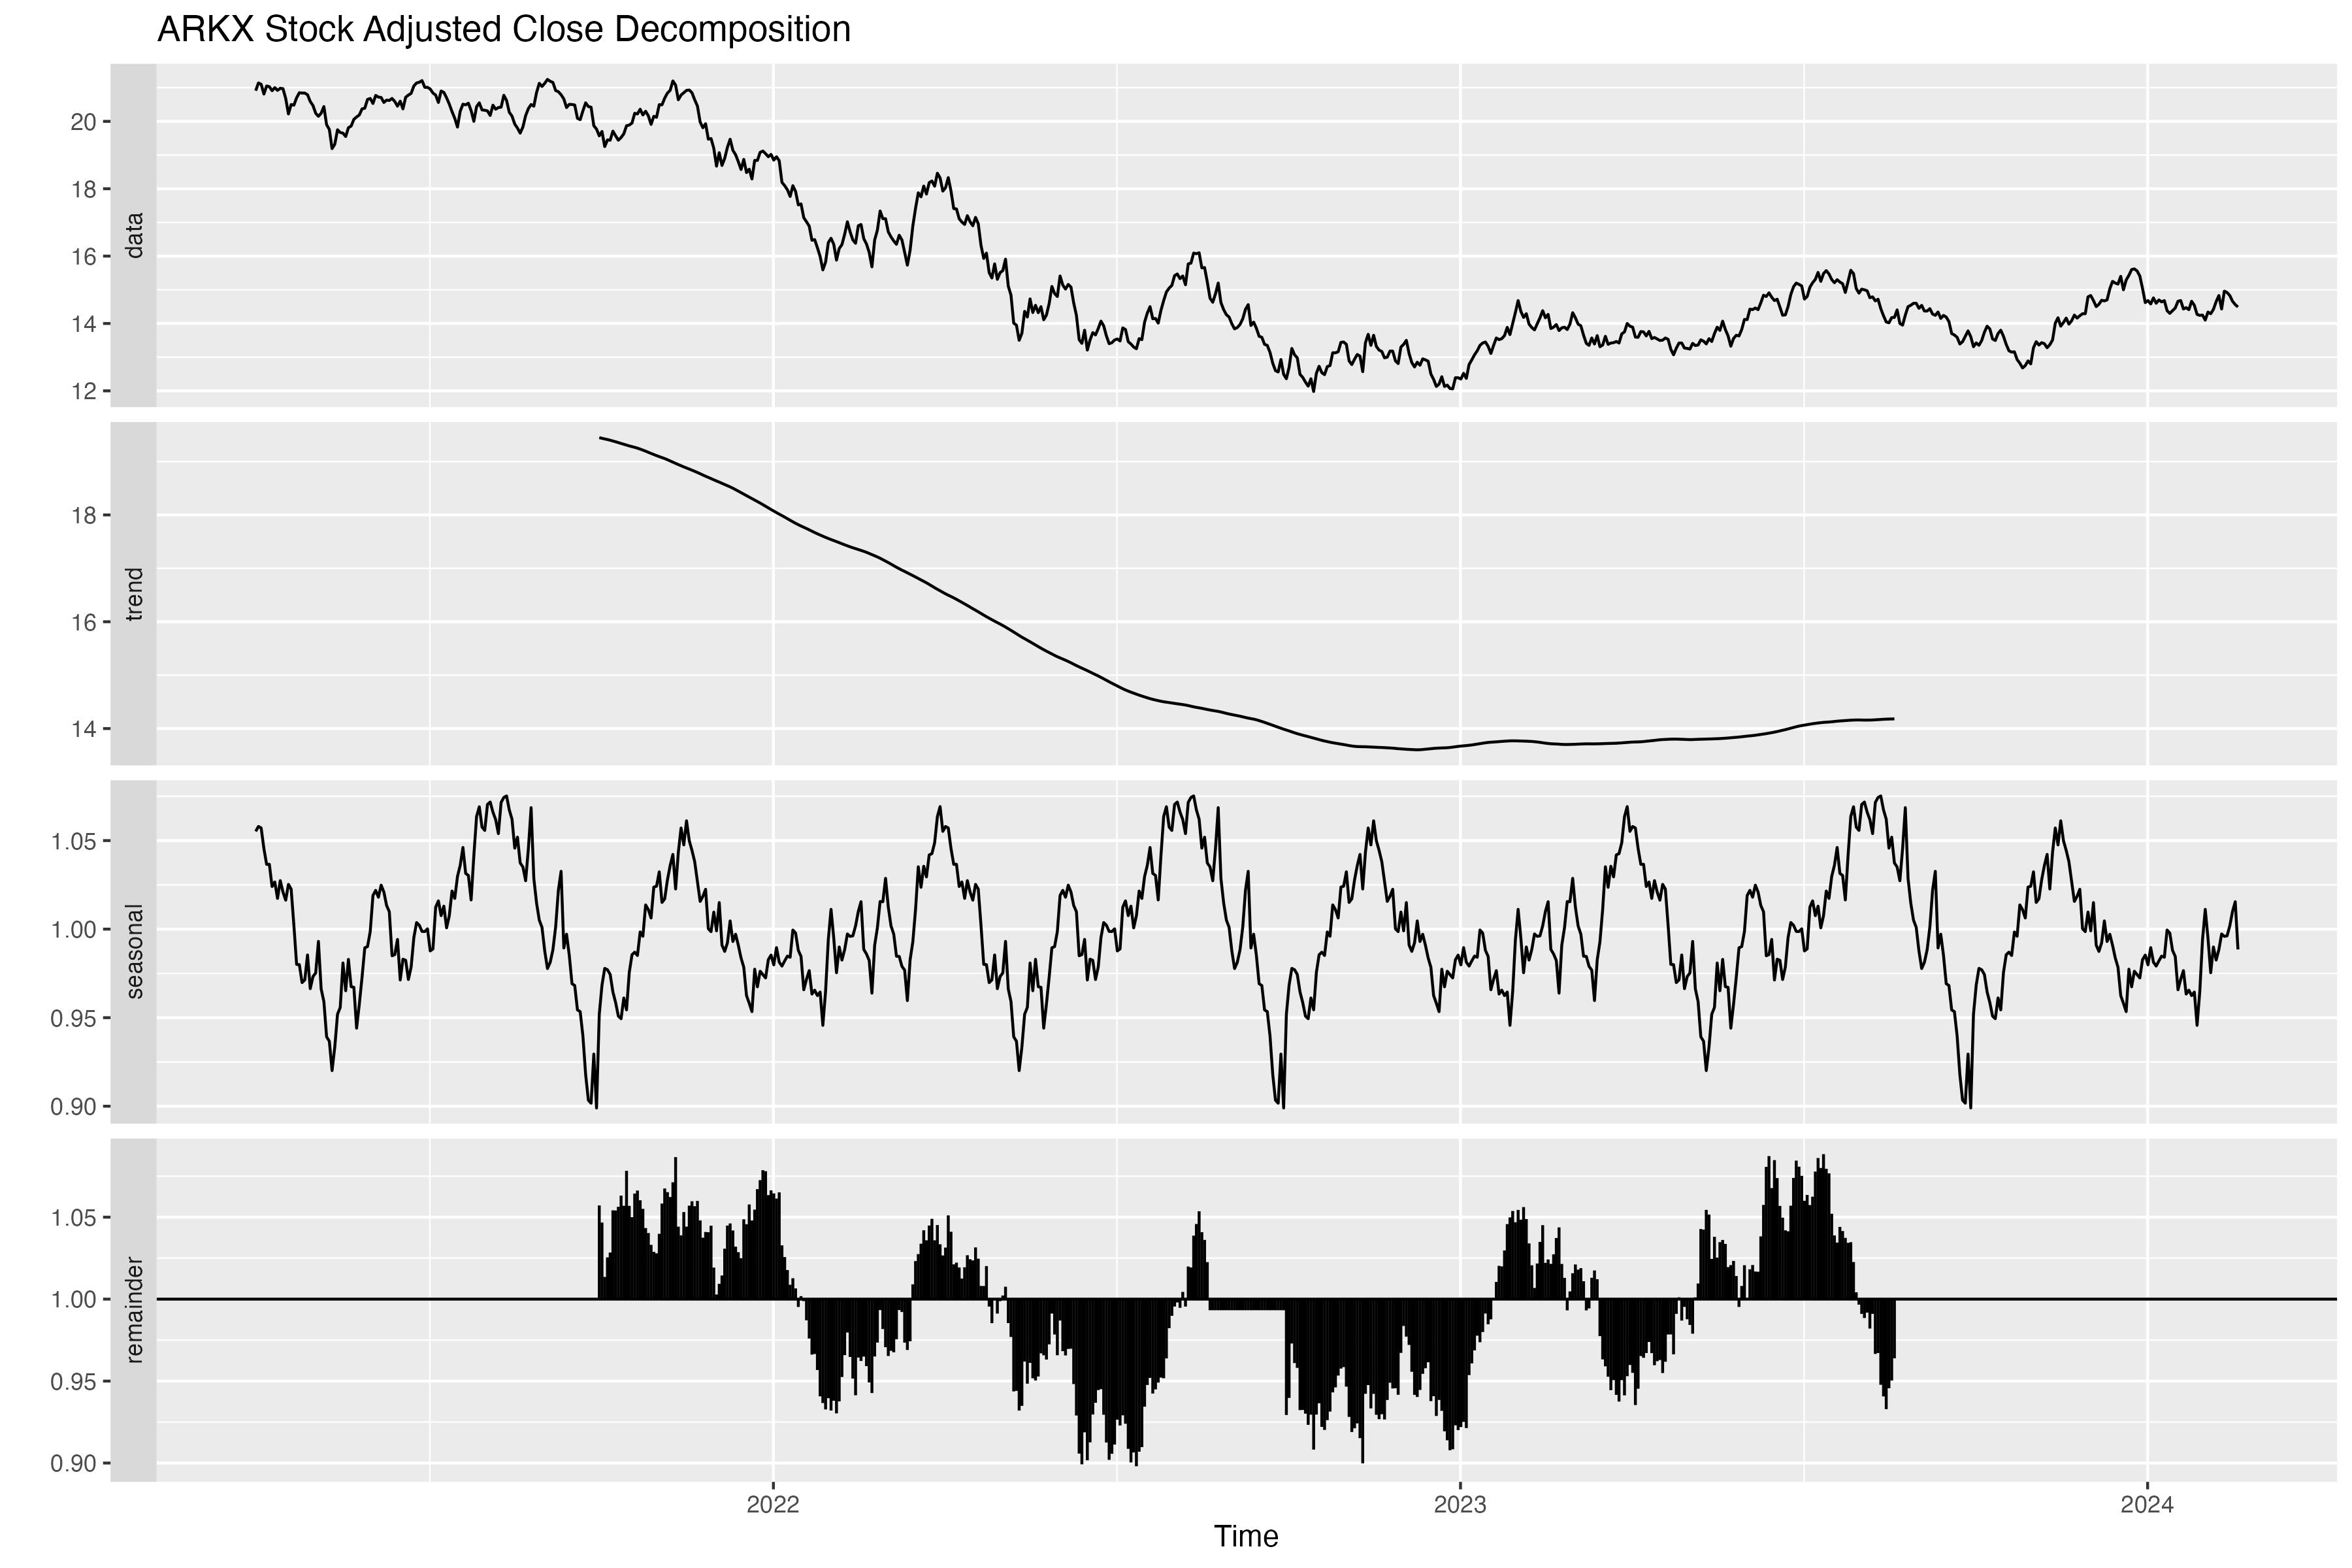 ARKX Stock Adjusted Close Decomposition
data
20
18
16
14
12
trend
18
16
14
seasonal
1.05
1.00
0.95
0.90
remainder
1.05
1.00
0.95
0.90
2022 2023 2024
Time